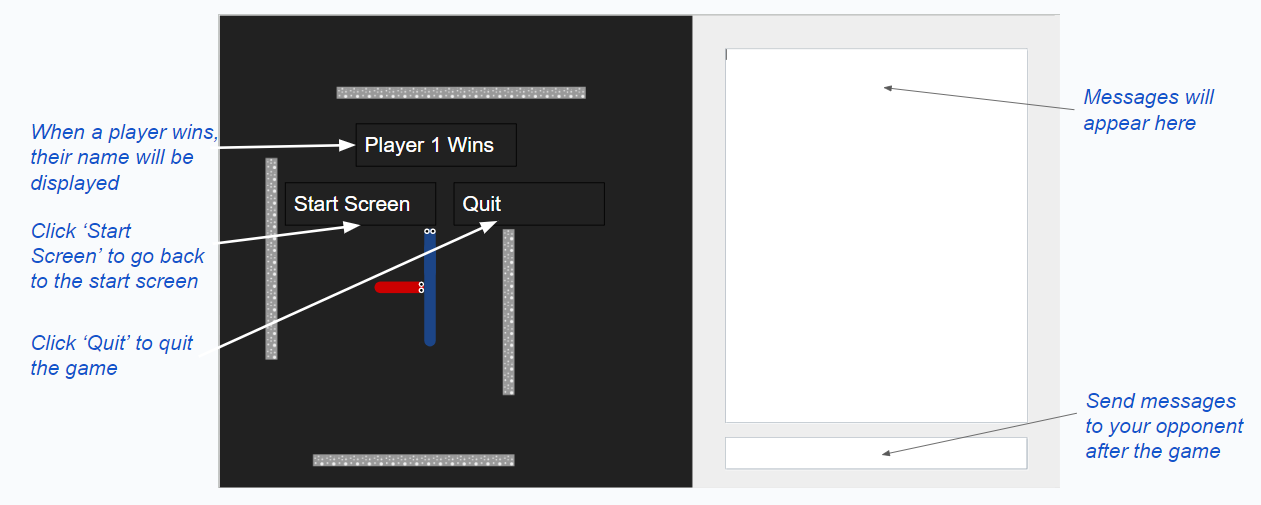 When a player wins,
their name will be
displayed
Click ‘Start
Screen’ to go back
to the start screen
Click ‘Quit’ to quit
the game
Player 1 Wins
Start Screen
Quit
Messages will
appear here
Send messages
to your opponent
after the game